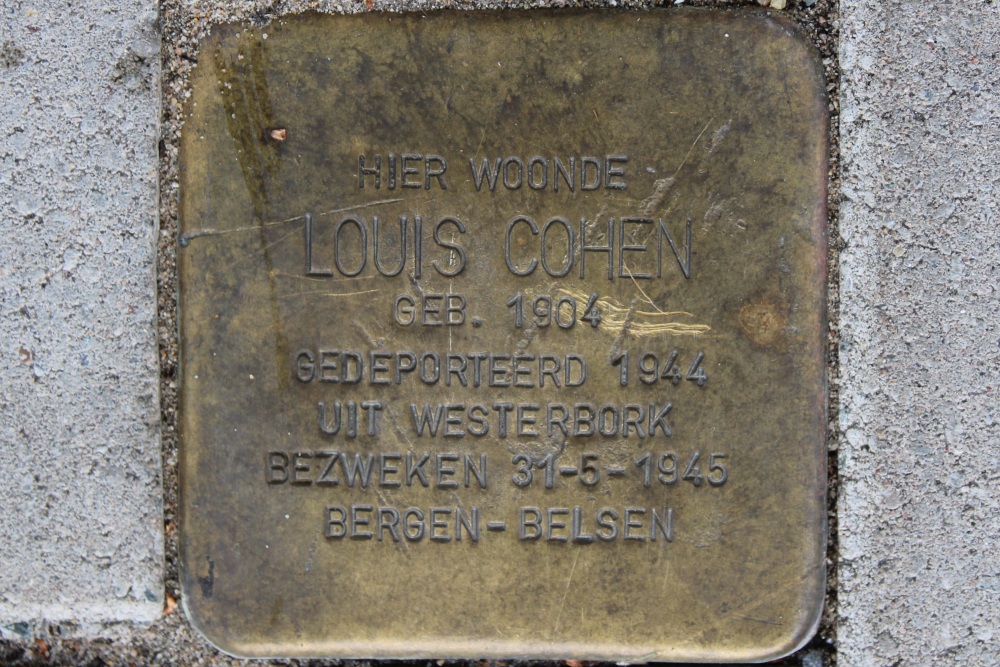 HIER WOONDE
LOUIS COHEN
GEB. 1904
GEDEPORTEERD 1944
UIT WESTERBORK
BEZWEKEN 31-5-1945
BERGEN-BELSEN